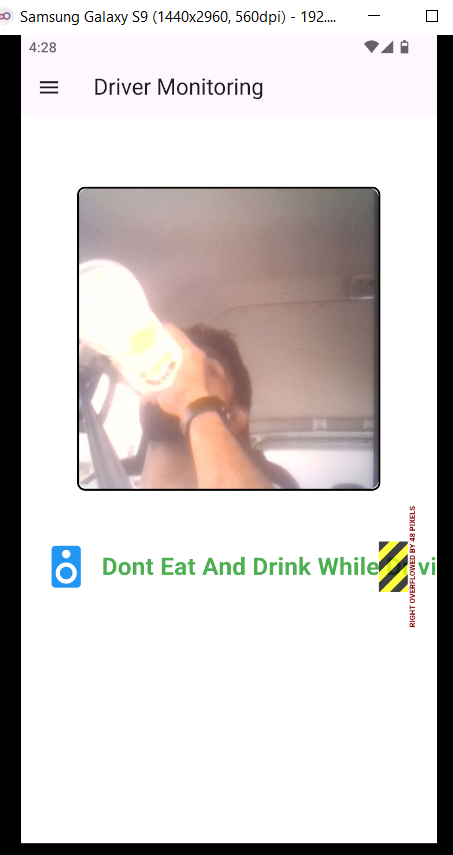 Samsung Galaxy S9 (1440x2960, 560dpi) - 192....
4:28
Driver Monitoring
Dont Eat And Drink While
RIGHT OVERFLOWED BY 48 PIXELS